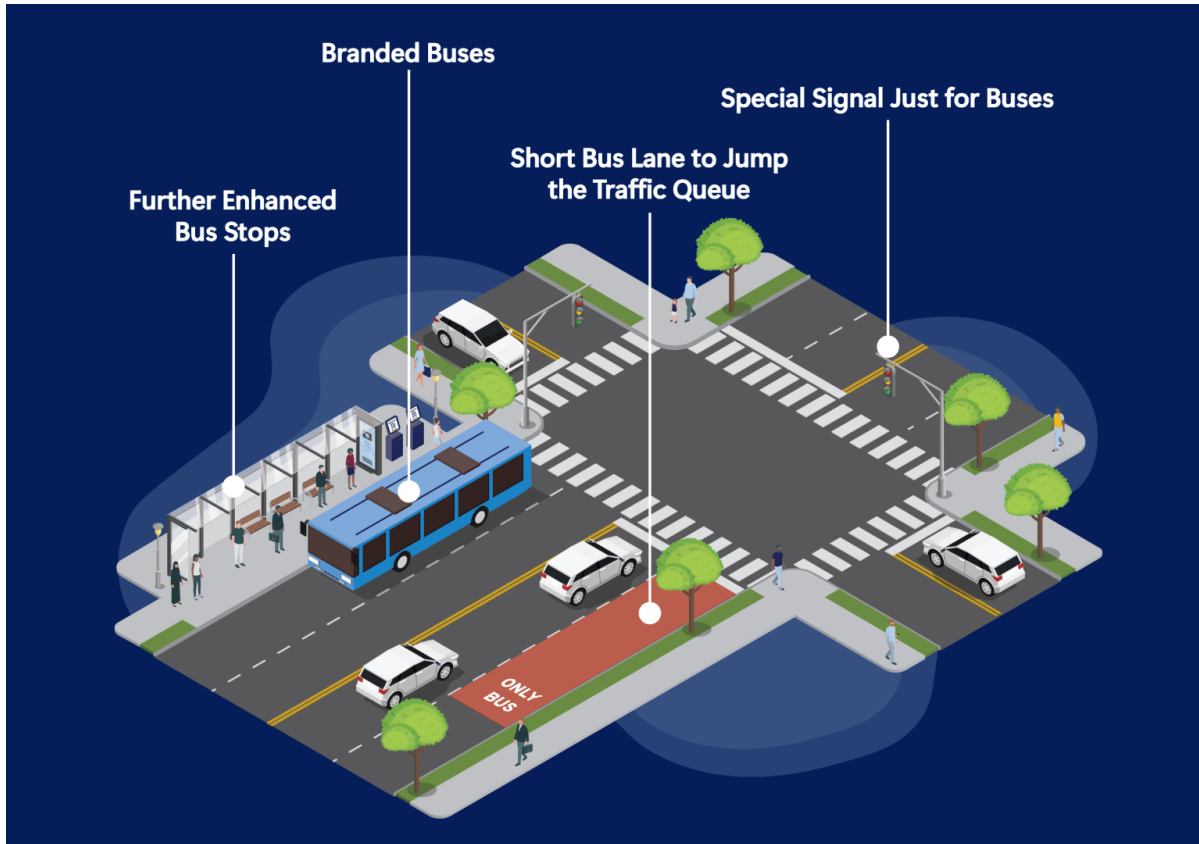 Branded Buses
Special Signal Just for Buses
Short Bus Lane to Jump
the Traffic Queue
Further Enhanced
Bus Stops
ONLY
BUS